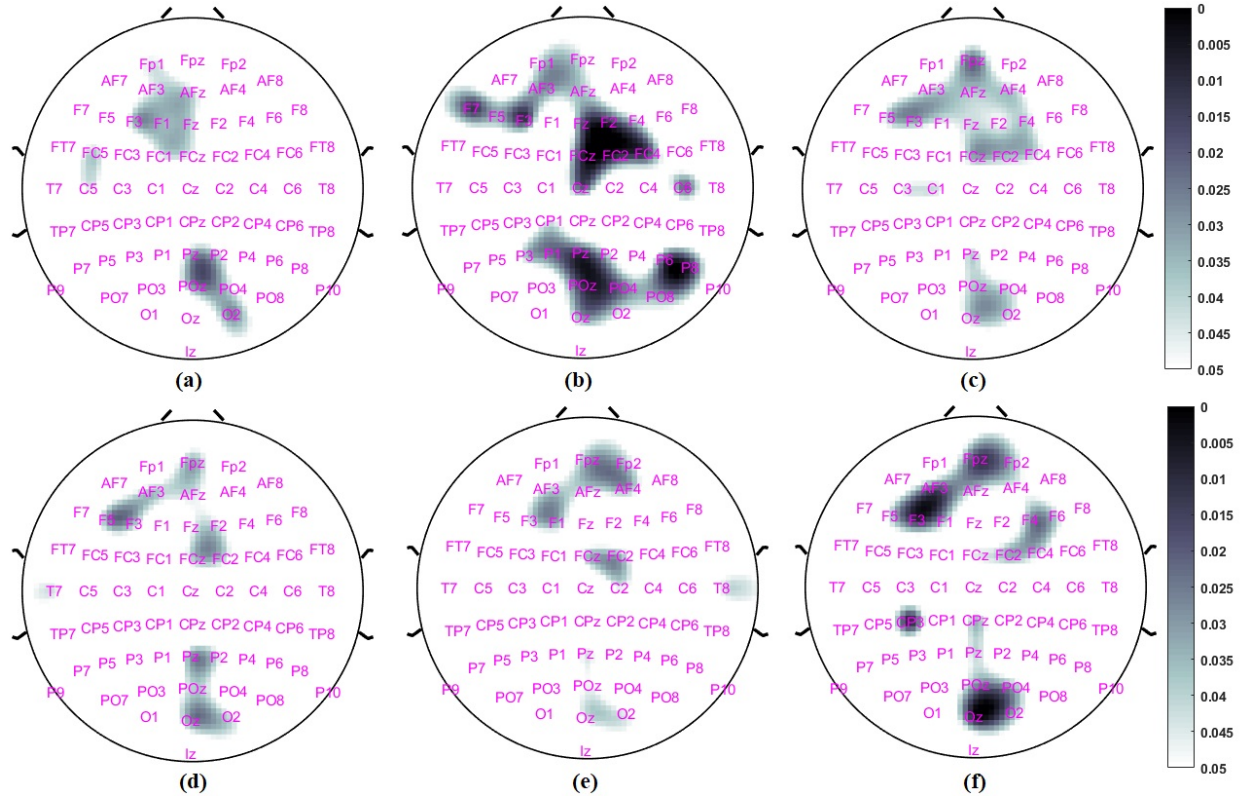 Fp1 Fpz Fp2
AF7 AF3 AFz AF4 AF8
F7 F5 F3 F1 Fz F2 F4 F6 F8
FT7 FC5 FC3 FC1 FCz FC2 FC4 FC6 FT8
T7 C5 C3 C1 Cz C2 C4 C6 T8
TP7 CP5 CP3 CP1 CPz CP2 CP4 CP6 TP8
P7 P5 P3 P1 Pz P2 P4 P6 P8
P9 PO7 PO3 POz PO4 PO8 P10
O1 Oz O2
Iz
(a)
Fp1 Fpz Fp2
AF7 AF3 AFz AF4 AF8
F7 F5 F3 F1 Fz F2 F4 F6 F8
FT7 FC5 FC3 FC1 FCz FC2 FC4 FC6 FT8
T7 C5 C3 C1 Cz C2 C4 C6 T8
TP7 CP5 CP3 CP1 CPz CP2 CP4 CP6 TP8
P7 P5 P3 P1 Pz P2 P4 P6 P8
PO7 PO3 POz PO4 PO8 P10
O1 Oz O2
Iz
(b)
Fp1 Fpz Fp2
AF7 AF3 AFz AF4 AF8
F7 F5 F3 F1 Fz F2 F4 F6 F8
FT7 FC5 FC3 FC1 FCz FC2 FC4 FC6 FT8
T7 C5 C3 C1 Cz C2 C4 C6 T8
TP7 CP5 CP3 CP1 CPz CP2 CP4 CP6 TP8
P7 P5 P3 P1 Pz P2 P4 P6 P8
PO7 PO3 POz PO4 PO8
O1 Oz O2
(c)
0
0.005
0.01
0.015
0.02
0.025
0.03
0.035
0.04
0.045
0.05
Fp1 Fpz Fp2
AF7 AF3 AFz AF4 AF8
F7 F5 F3 F1 Fz F2 F4 F6 F8
FT7 FC5 FC3 FC1 FCz FC2 FC4 FC6 FT8
T7 C5 C3 C1 Cz C2 C4 C6 T8
TP7 CP5 CP3 CP1 CPz CP2 CP4 CP6 TP8
P7 P5 P3 P1 Pz P2 P4 P6 P8
P9 PO7 PO3 POz PO4 PO8 P10
O1 Oz O2
Iz
(d)
Fp1 Fpz Fp2
AF7 AF3 AFz AF4 AF8
F7 F5 F3 F1 Fz F2 F4 F6 F8
FT7 FC5 FC3 FC1 FCz FC2 FC4 FC6 FT8
T7 C5 C3 C1 Cz C2 C4 C6 T8
TP7 CP5 CP3 CP1 CPz CP2 CP4 CP6 TP8
P7 P5 P3 P1 Pz P2 P4 P6 P8
PO7 PO3 POz PO4 PO8
O1 Oz O2
(e)
Fp1 Fpz Fp2
AF7 AF3 AFz AF4 AF8
F7 F5 F3 F1 Fz F2 F4 F6 F8
FT7 FC5 FC3 FC1 FCz FC2 FC4 FC6 FT8
T7 C5 C3 C1 Cz C2 C4 C6 T8
TP7 CP5 CP3 CP1 CPz CP2 CP4 CP6 TP8
P7 P5 P3 P1 Pz P2 P4 P6 P8
PO7 PO3 POz PO4 PO8 P10
O1 Oz O2
Iz
(f)
0
0.005
0.01
0.015
0.02
0.025
0.03
0.035
0.04
0.045
0.05